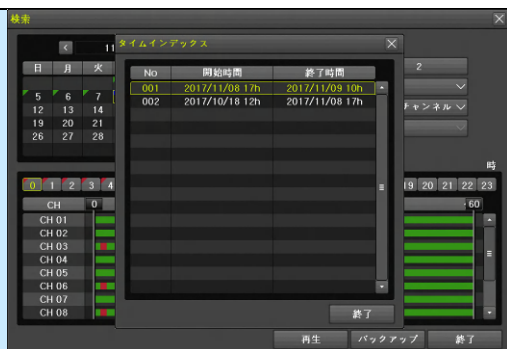 検索
11
タイムインデックス
日 月 火
2
No 開始時間 終了時間
001 2017/11/08 17h 2017/11/09 10h
002 2017/10/18 12h 2017/11/08 17h
5 6 7
12 13 14
19 20 21
26 27 28
チャンネル
時
0 1 2 3 4
19 20 21 22 23
CH 0
60
CH 01
CH 02
CH 03
CH 04
CH 05
CH 06
CH 07
CH 08
終了
再生 バックアップ 終了